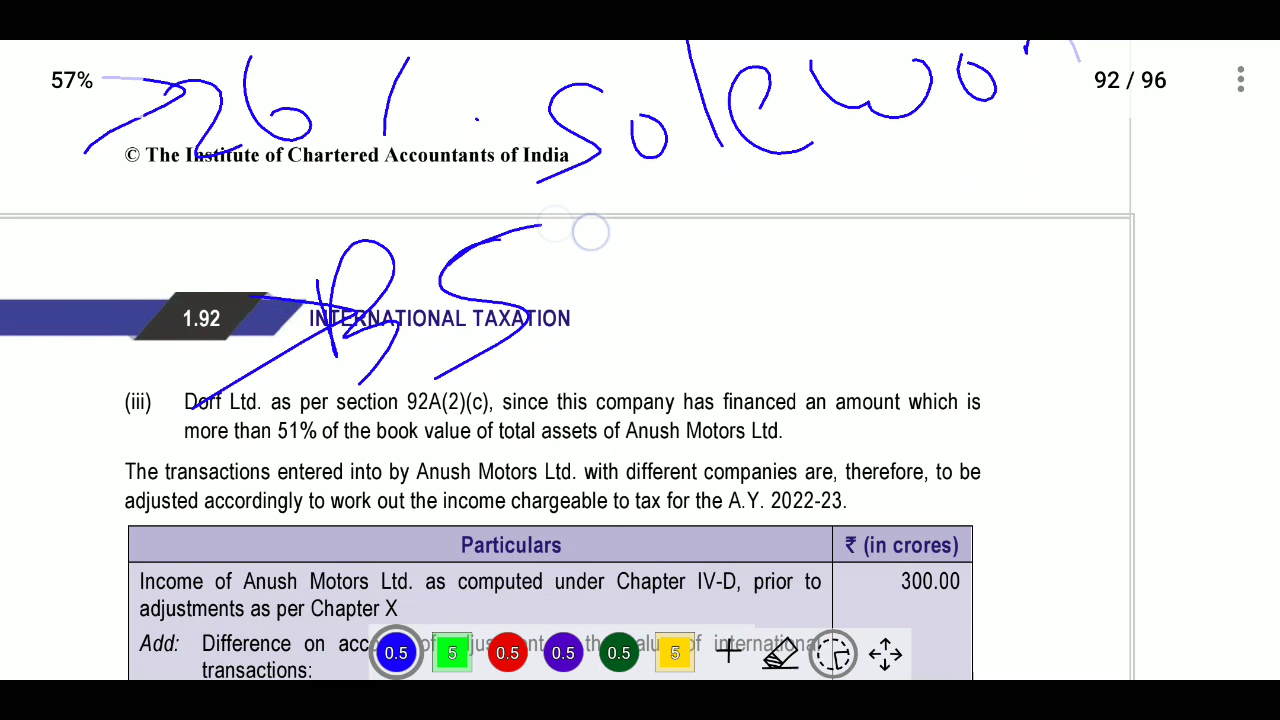 57%
92 / 96
26%. Sole
© The Institute of Chartered Accountants of India
1.92 INTERNATIONAL TAXATION
(iii) Dorf Ltd. as per section 92A(2)(c), since this company has financed an amount which is
more than 51% of the book value of total assets of Anush Motors Ltd.
The transactions entered into by Anush Motors Ltd. with different companies are, therefore, to be
adjusted accordingly to work out the income chargeable to tax for the A.Y. 2022-23.
Particulars ₹ (in crores)
Income of Anush Motors Ltd. as computed under Chapter IV-D, prior to 300.00
adjustments as per Chapter X
Add: Difference on international
transactions:
0.5 5 0.5 0.5 0.5 5